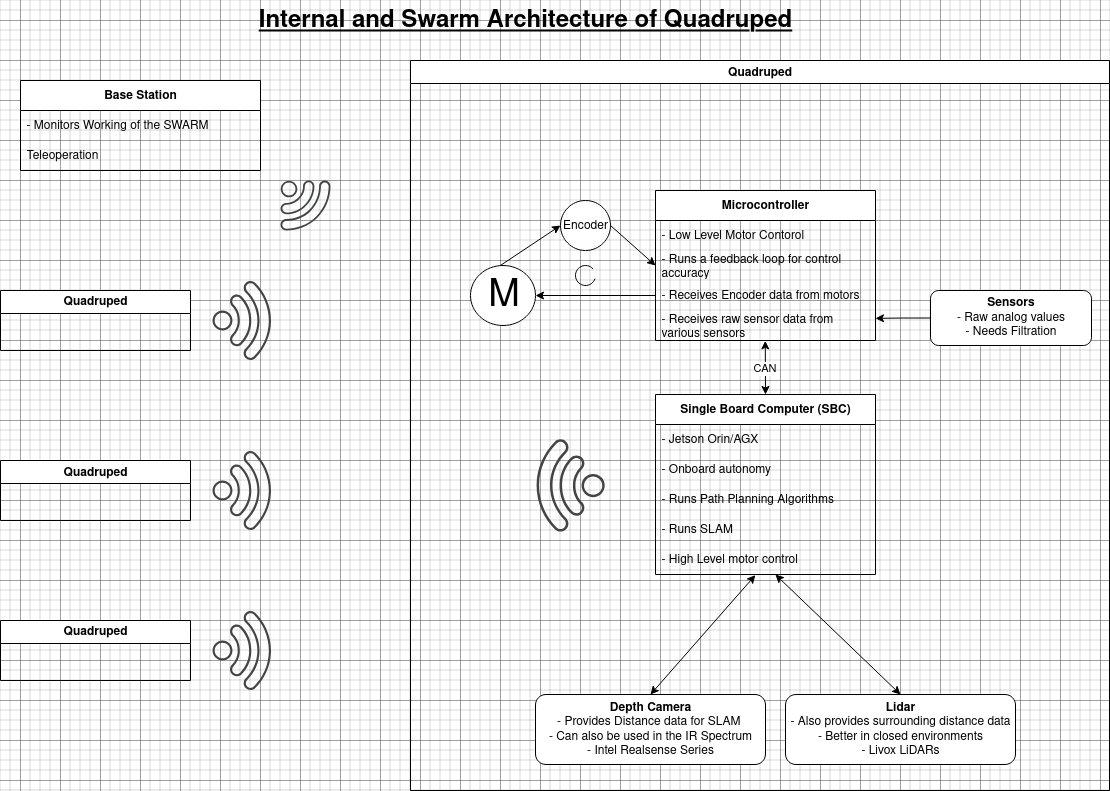 Internal and Swarm Architecture of Quadruped
Quadruped
Base Station
- Monitors Working of the SWARM
Teleoperation
Microcontroller
- Low Level Motor Contorol
- Runs a feedback loop for control
accuracy
- Receives Encoder data from motors
- Receives raw sensor data from
various sensors
Encoder
M
Sensors
- Raw analog values
- Needs Filtration
CAN
Quadruped
Single Board Computer (SBC)
- Jetson Orin/AGX
- Onboard autonomy
- Runs Path Planning Algorithms
- Runs SLAM
- High Level motor control
Quadruped
Quadruped
Depth Camera
- Provides Distance data for SLAM
- Can also be used in the IR Spectrum
- Intel Realsense Series
Lidar
- Also provides surrounding distance data
- Better in closed environments
- Livox LiDARs